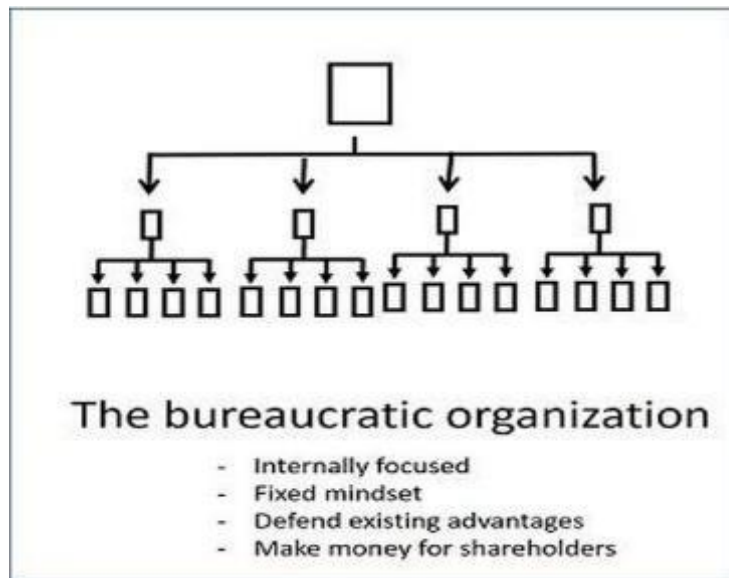 The bureaucratic organization
- Internally focused
- Fixed mindset
- Defend existing advantages
- Make money for shareholders